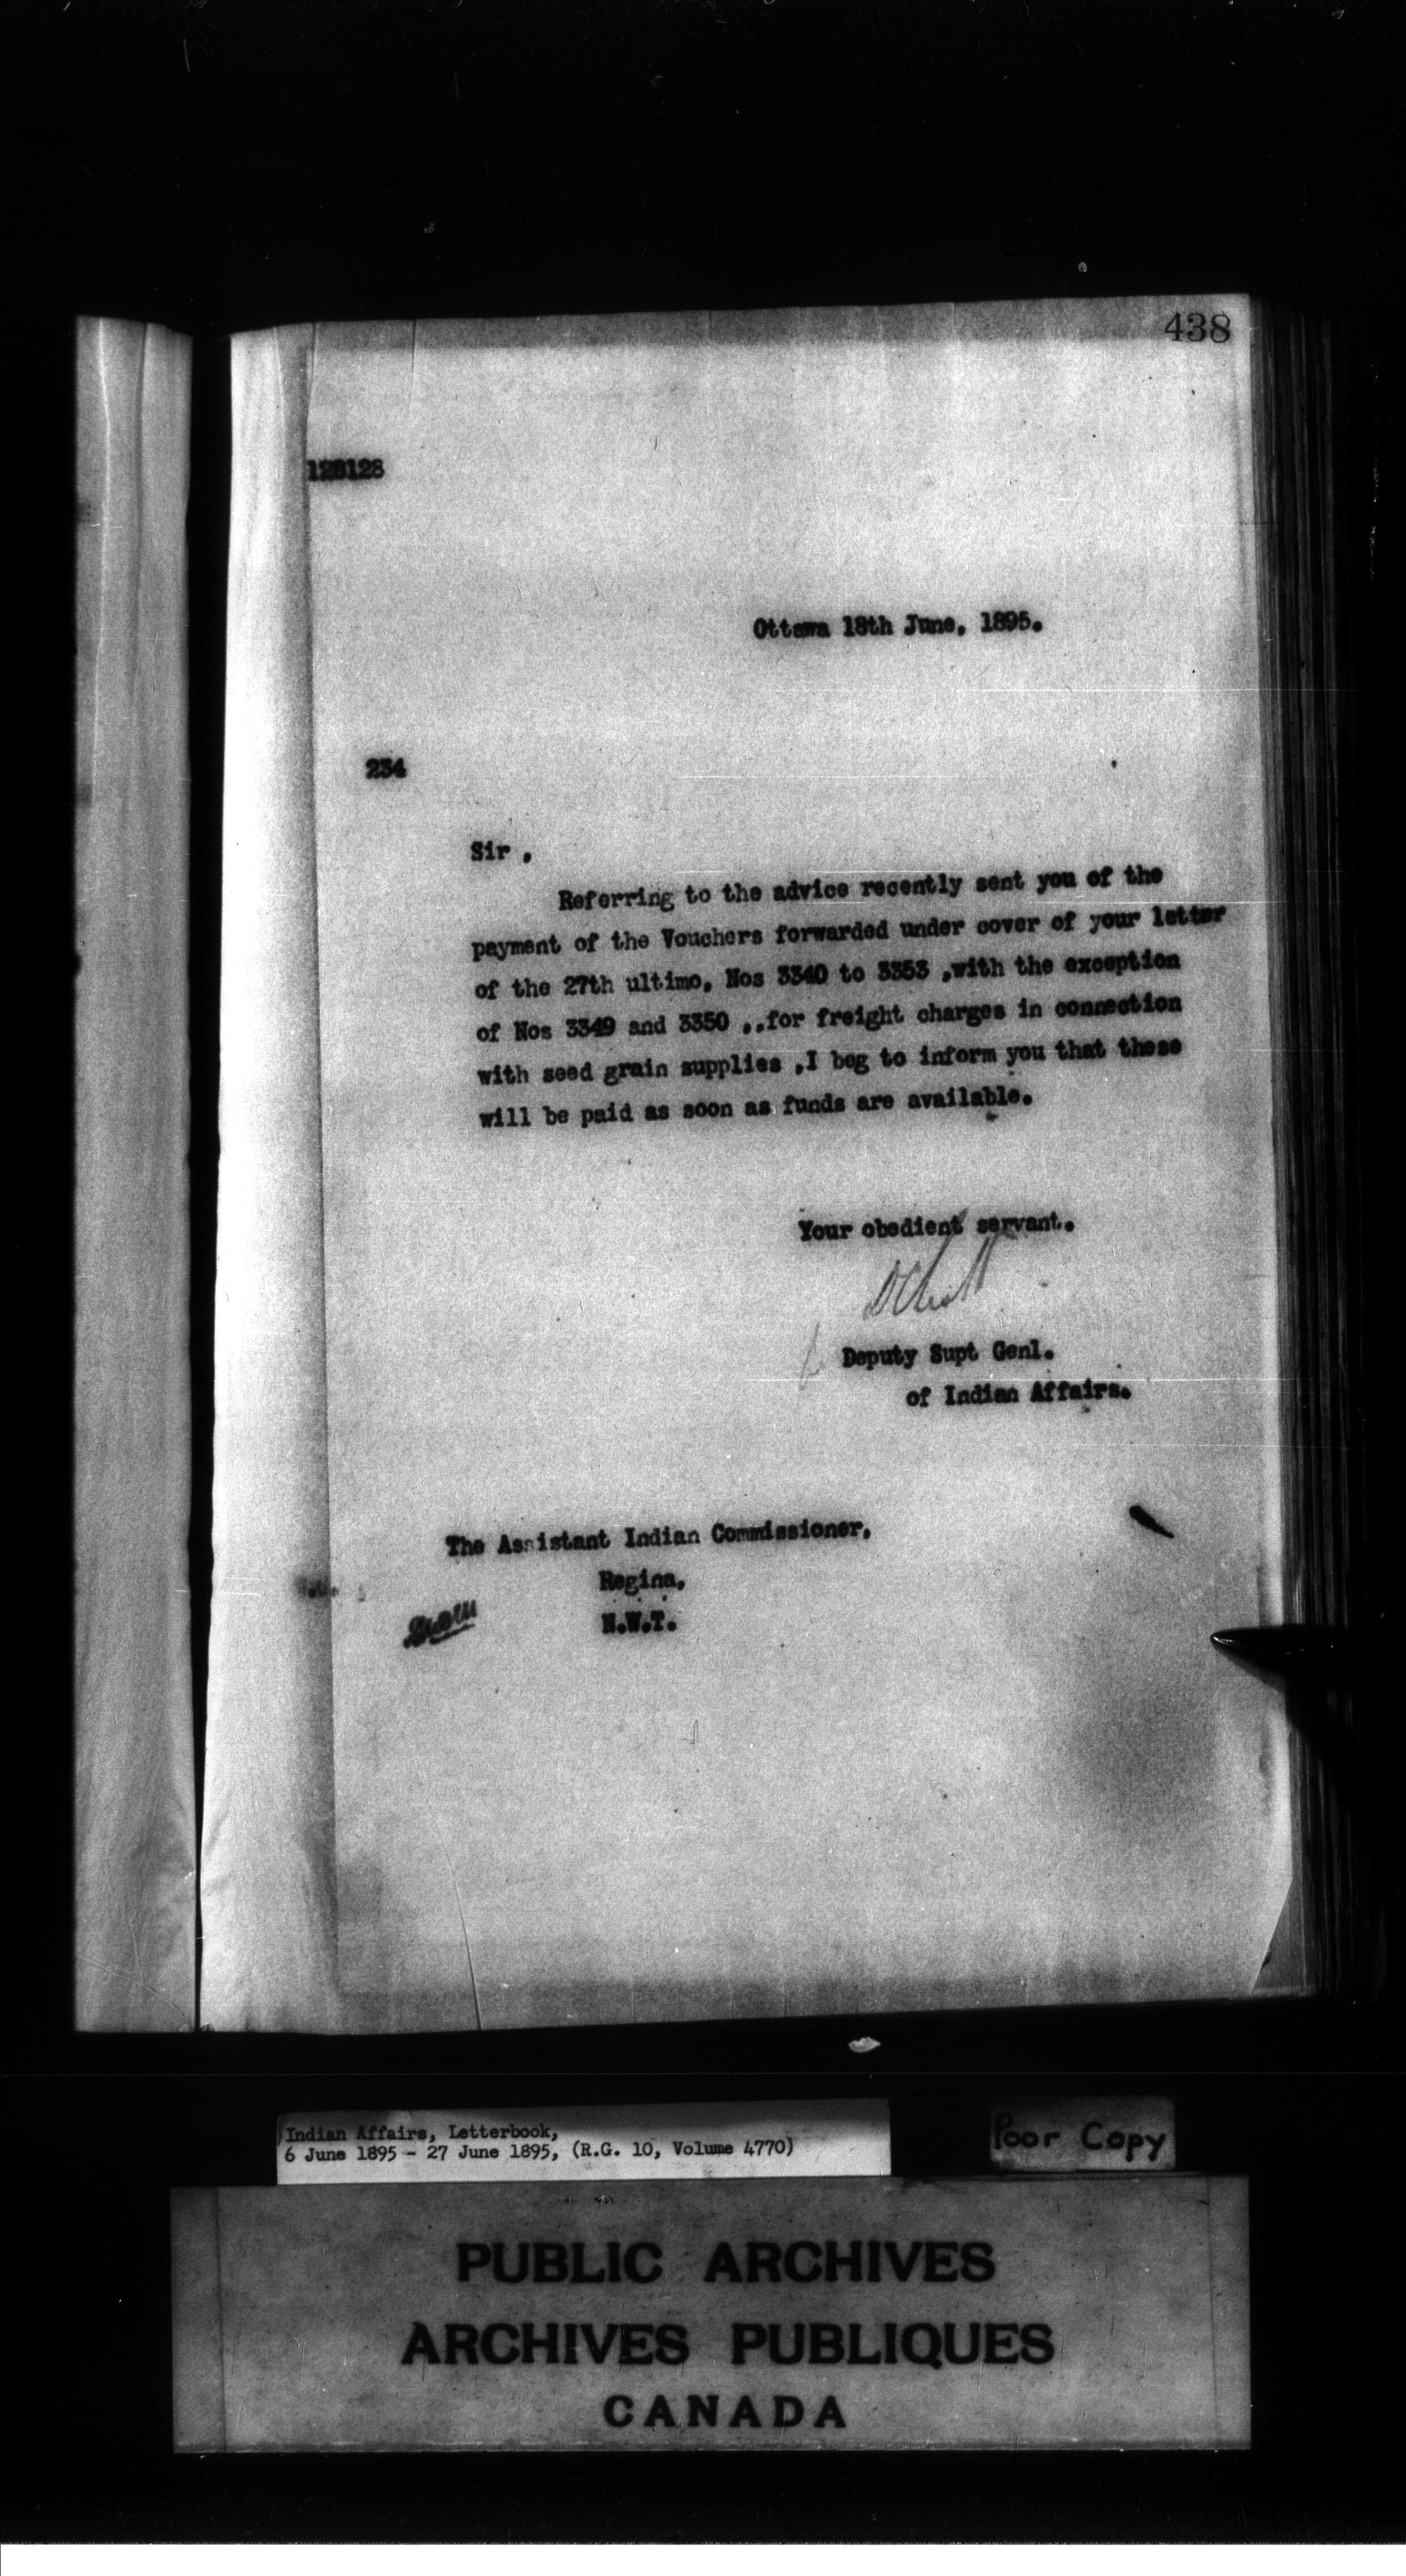 438
128128
Ottawa 18th June, 1895.
234
Sir ,
Referring to the advice recently sent you of the
payment of the Vouchers forwarded under cover of your letter
of the 27th ultimo, Nos 3340 to 3353 ,with the exception
of Nos 3349 and 3350 ,.for freight charges in connection
with seed grain supplies ,I beg to inform you that these
will be paid as soon as funds are available.
Your obedient servant.
Deputy Supt Genl.
of Indian Affairs.
The Assistant Indian Commissioner,
Regina,
N.W.T.
Indian Affairs, Letterbook,
6 June 1895 - 27 June 1895, (R.G. 10, Volume 4770)
Poor Copy
PUBLIC ARCHIVES
ARCHIVES PUBLIQUES
CANADA